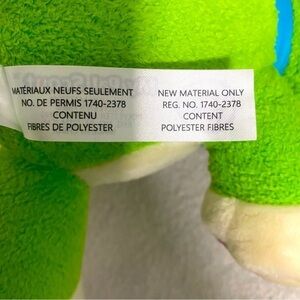 MATÉRIAUX NEUFS SEULEMENT
NO. DE PERMIS 1740-2378
CONTENU
FIBRES DE POLYESTER
NEW MATERIAL ONLY
REG. NO. 1740-2378
CONTENT
POLYESTER FIBRES